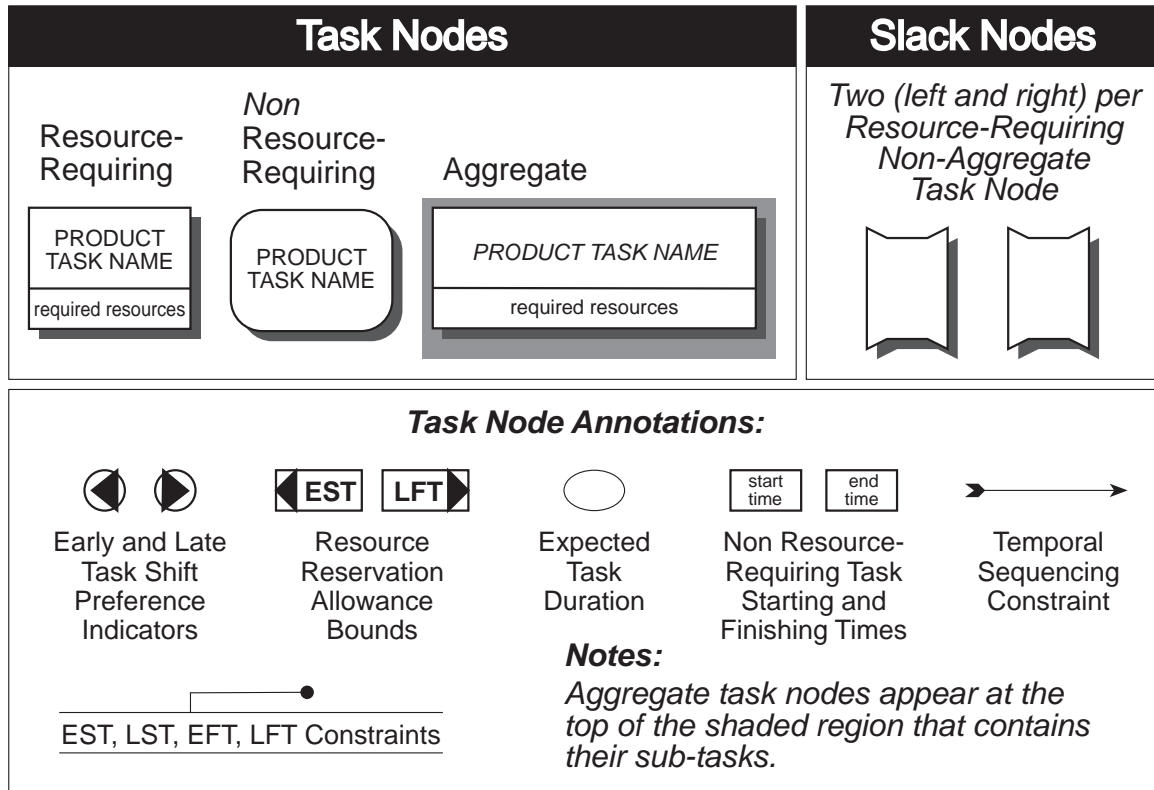 Task Nodes
Resource-
Requiring
PRODUCT
TASK NAME
required resources
Non
Resource-
Requiring
PRODUCT
TASK NAME
Aggregate
PRODUCT TASK NAME
required resources
Slack Nodes
Two (left and right) per
Resource-Requiring
Non-Aggregate
Task Node
Task Node Annotations:
Early and Late
Task Shift
Preference
Indicators
EST
LFT
Resource
Reservation
Allowance
Bounds
Expected
Task
Duration
start
time
end
time
Non Resource-
Requiring Task
Starting and
Finishing Times
Temporal
Sequencing
Constraint
EST, LST, EFT, LFT Constraints
Notes:
Aggregate task nodes appear at the
top of the shaded region that contains
their sub-tasks.